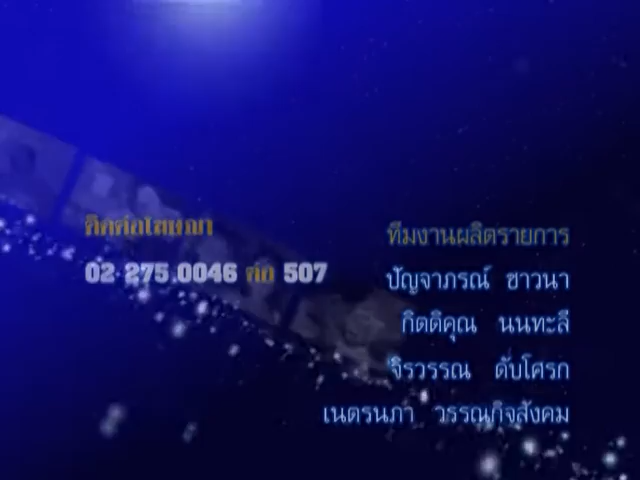 ติดต่อโฆษณา
02 275 0046 ต่อ 507
ทีมงานผลิตรายการ
ปัญจาภรณ์ ชาวนา
กิตติคุณ นนทะลี
จิรวรรณ ดั่บโศรก
เนตรนภา วรรณกิจสังคม